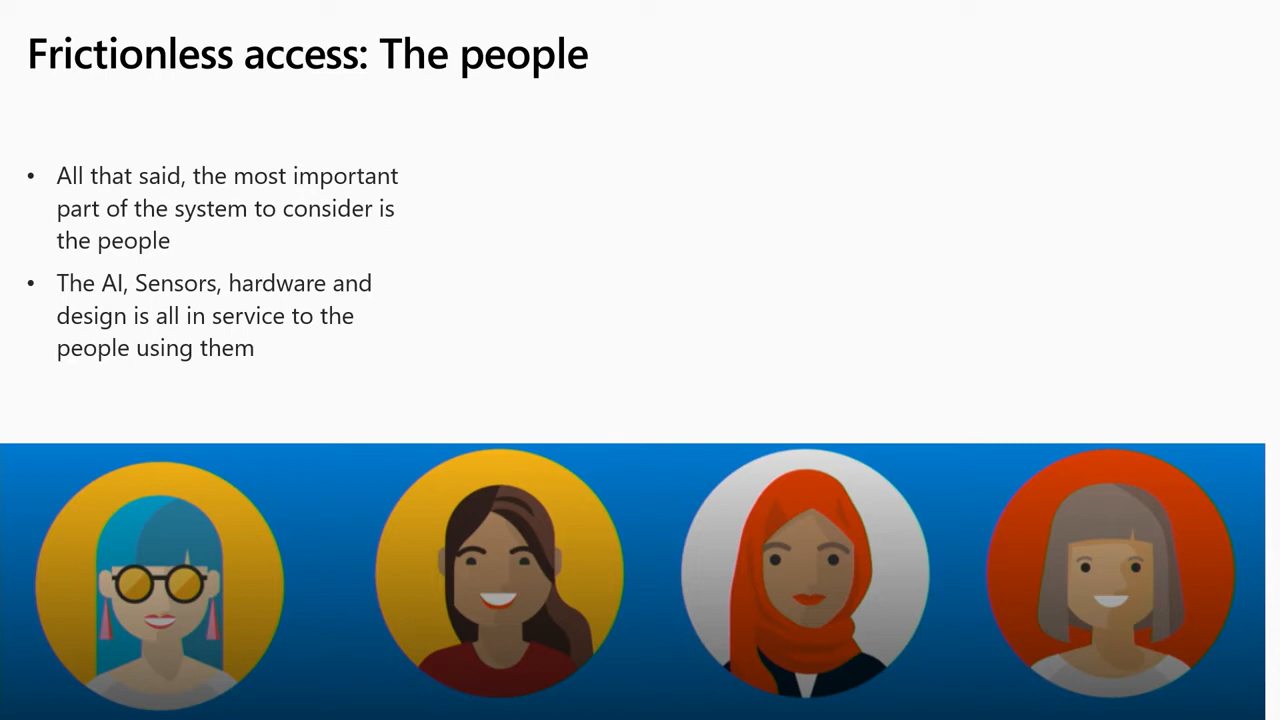 Frictionless access: The people
• All that said, the most important
part of the system to consider is
the people
• The AI, Sensors, hardware and
design is all in service to the
people using them